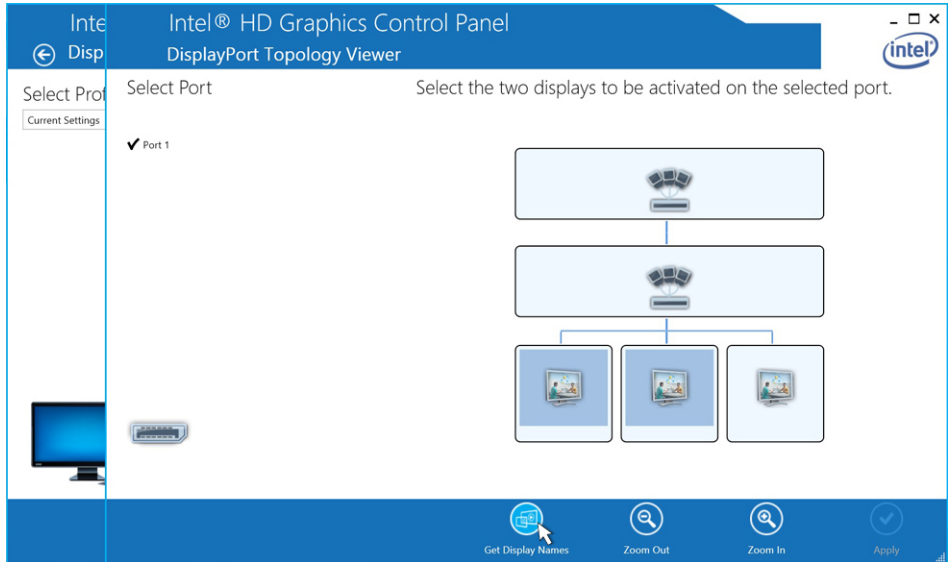 Inte
Disp
Select Prof
Current Settings
Intel® HD Graphics Control Panel
DisplayPort Topology Viewer
intel
Select Port
Select the two displays to be activated on the selected port.
Port 1
Get Display Names
Zoom Out
Zoom In
Apply